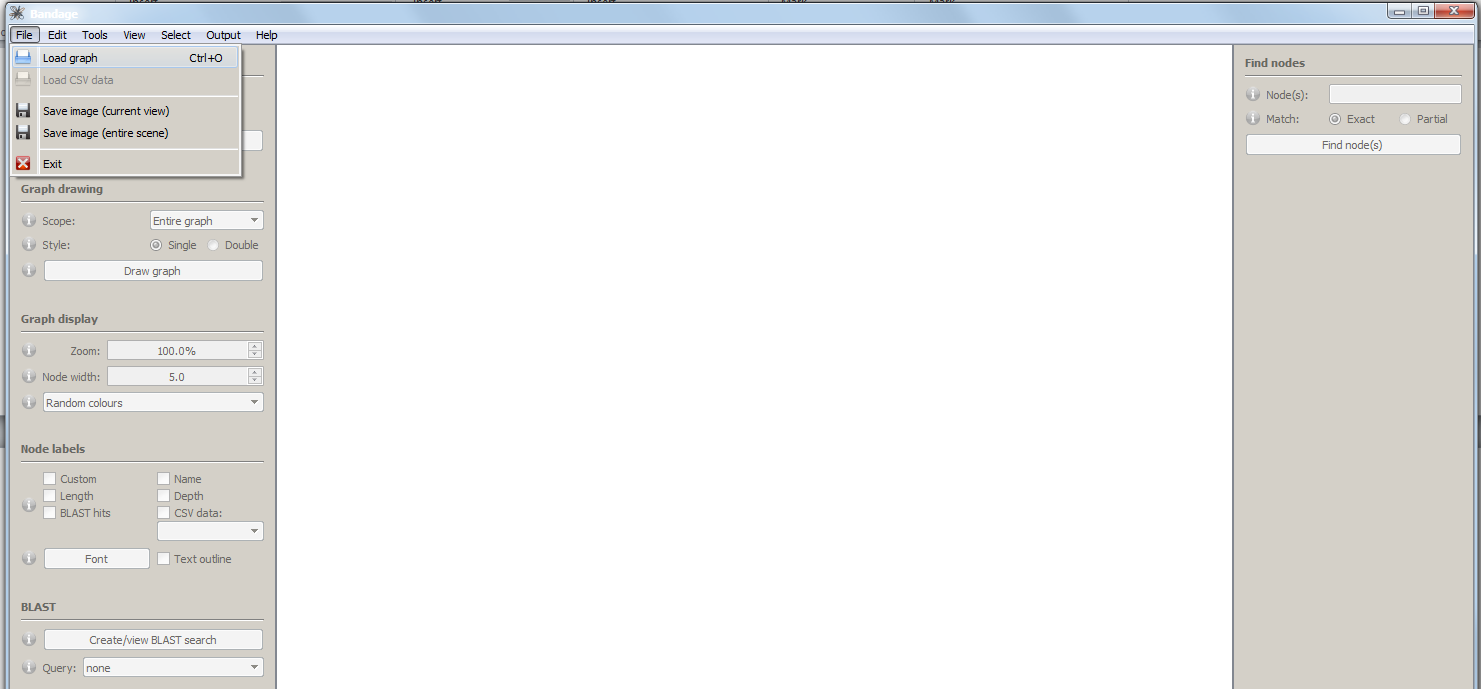 Bandage
File Edit Tools View Select Output Help
Load graph Ctrl+O
Load CSV data
Save image (current view)
Save image (entire scene)
Exit
Graph drawing
Scope: Entire graph
Style: Single Double
Draw graph
Graph display
Zoom: 100.0%
Node width: 5.0
Random colours
Node labels
Custom Name
Length Depth
BLAST hits CSV data:
Font Text outline
BLAST
Create/view BLAST search
Query: none
Find nodes
Node(s):
Match: Exact Partial
Find node(s)